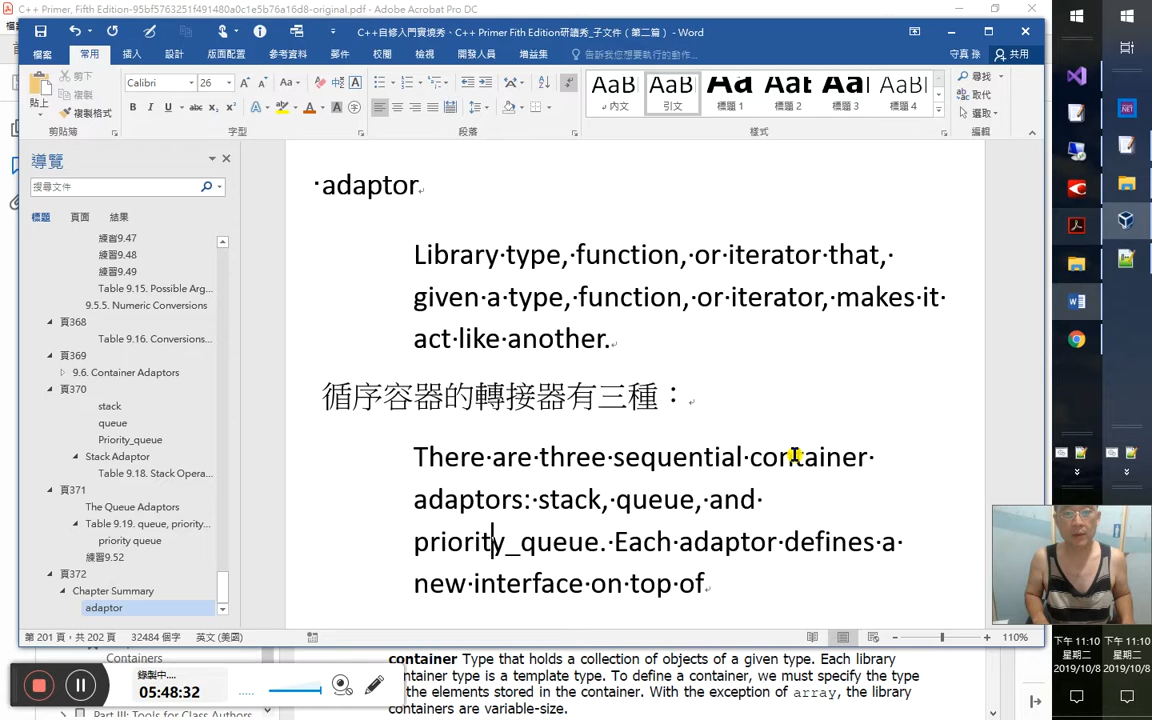 C++ Primer, Fifth Edition-95bf5763251f491480a0c1e5b76a16d8-original.pdf - Adobe Acrobat Pro DC
C++自修入門實境秀、C++ Primer Fith Edition研讀秀_子文件（第二篇） - Word
檔案 常用 插入 設計 版面配置 參考資料 郵件 校閱 檢視 開發人員 增益集 告訴我您想要執行的動作... 守真 孫 共用
貼上 剪下 複製 複製格式
Calibri 26
AaB 內文
AaB 引文
Aa 標題 1
Aat 標題 2
Aal 標題 3
AaBl 標題 4
尋找 取代 選取
剪貼簿 字型 段落 樣式 編輯
導覽
搜尋文件
標題 頁面 結果
練習9.47
練習9.48
練習9.49
Table 9.15. Possible Arg...
9.5.5. Numeric Conversions
頁368
Table 9.16. Conversions...
頁369
9.6. Container Adaptors
頁370
stack
queue
Priority_queue
Stack Adaptor
Table 9.18. Stack Operat...
頁371
The Queue Adaptors
Table 9.19. queue, priority...
priority queue
練習9.52
頁372
Chapter Summary
adaptor
adaptor
Library type, function, or iterator that,
given a type, function, or iterator, makes it
act like another.
循序容器的轉接器有三種：
There are three sequential container
adaptors: stack, queue, and
priority_queue. Each adaptor defines a
new interface on top of
第 201 頁，共 202 頁 32484 個字 英文 (美國) 110%
Containers
Part III: Tools for Class Authors
錄製中...
05:48:32
container Type that holds a collection of objects of a given type. Each library
container type is a template type. To define a container, we must specify the type
the elements stored in the container. With the exception of array, the library
containers are variable-size.
下午 11:10 下午 11:10
星期二 星期二
2019/10/8 2019/10/8